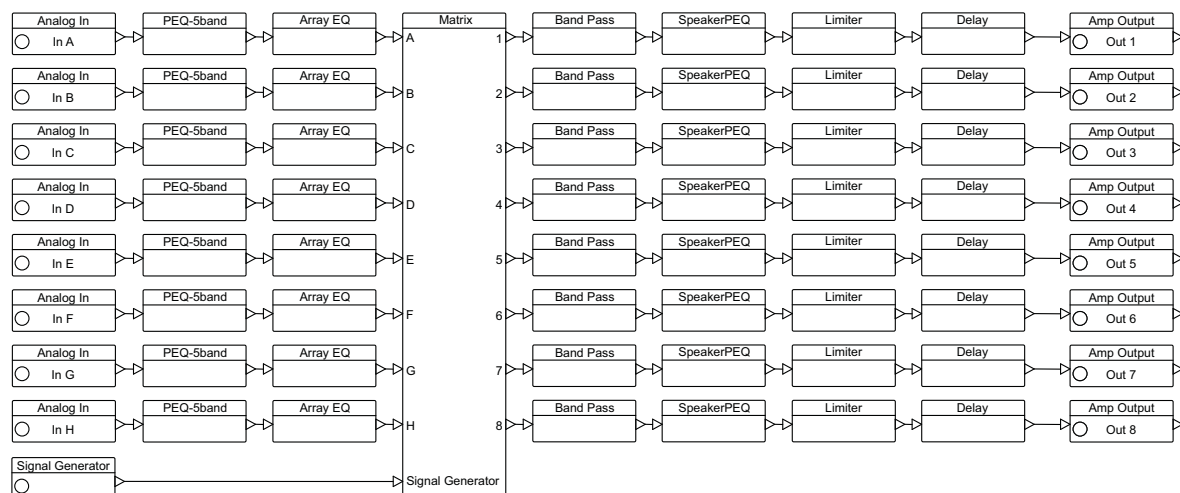 Analog In PEQ-5band Array EQ Matrix Band Pass SpeakerPEQ Limiter Delay Amp Output
In A A 1 Out 1
Analog In PEQ-5band Array EQ Band Pass SpeakerPEQ Limiter Delay Amp Output
In B B 2 Out 2
Analog In PEQ-5band Array EQ Band Pass SpeakerPEQ Limiter Delay Amp Output
In C C 3 Out 3
Analog In PEQ-5band Array EQ Band Pass SpeakerPEQ Limiter Delay Amp Output
In D D 4 Out 4
Analog In PEQ-5band Array EQ Band Pass SpeakerPEQ Limiter Delay Amp Output
In E E 5 Out 5
Analog In PEQ-5band Array EQ Band Pass SpeakerPEQ Limiter Delay Amp Output
In F F 6 Out 6
Analog In PEQ-5band Array EQ Band Pass SpeakerPEQ Limiter Delay Amp Output
In G G 7 Out 7
Analog In PEQ-5band Array EQ Band Pass SpeakerPEQ Limiter Delay Amp Output
In H H 8 Out 8
Signal Generator
Signal Generator